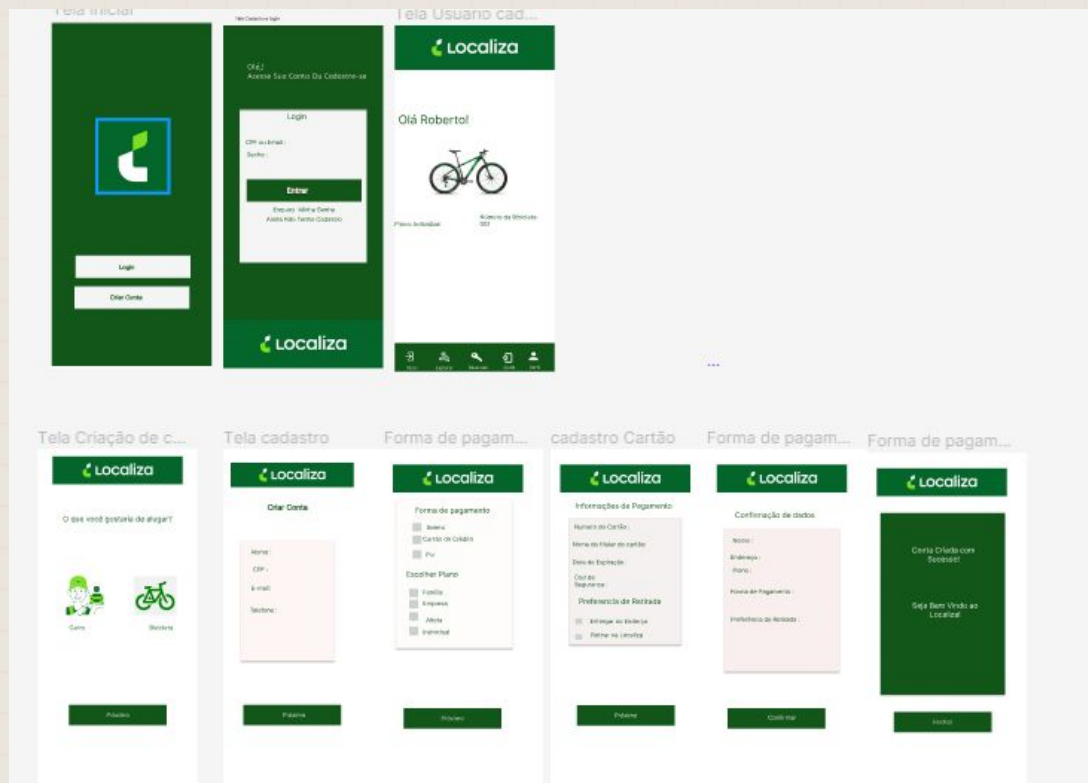 Tela Inicial
Login
Criar Conta
Tela Cadastro e login
Olá,!
Acesse Sua Conta Ou Cadastre-se
Login
CPF ou Email :
Senha :
Entrar
Esqueci Minha Senha
Ainda Não Tenho Cadastro
Localiza
Tela Usuario cad...
Localiza
Olá Roberto!
Plano Individual
Número da Bicicleta
002
...
Tela Criação de c...
Localiza
O que você gostaria de alugar?
Carro
Bicicleta
Próximo
Tela cadastro
Localiza
Criar Conta
Nome :
CPF :
E-mail:
Telefone :
Próximo
Forma de pagam...
Localiza
Forma de pagamento
Boleto
Cartão de Crédito
Pix
Escolher Plano
Família
Empresa
Atleta
Individual
Próximo
cadastro Cartão
Localiza
Informações de Pagamento
Numero do Cartão :
Nome do titular do cartão:
Data de Expiração :
Cod de
Segurança :
Preferencia de Retirada
Entregar no Endereço
Retirar na Localiza
Próximo
Forma de pagam...
Localiza
Confirmação de dados
Nome :
Endereço :
Plano :
Forma de Pagamento :
Preferência de Retirada :
Confirmar
Forma de pagam...
Localiza
Conta Criada com
Sucesso!
Seja Bem Vindo ao
Localiza!